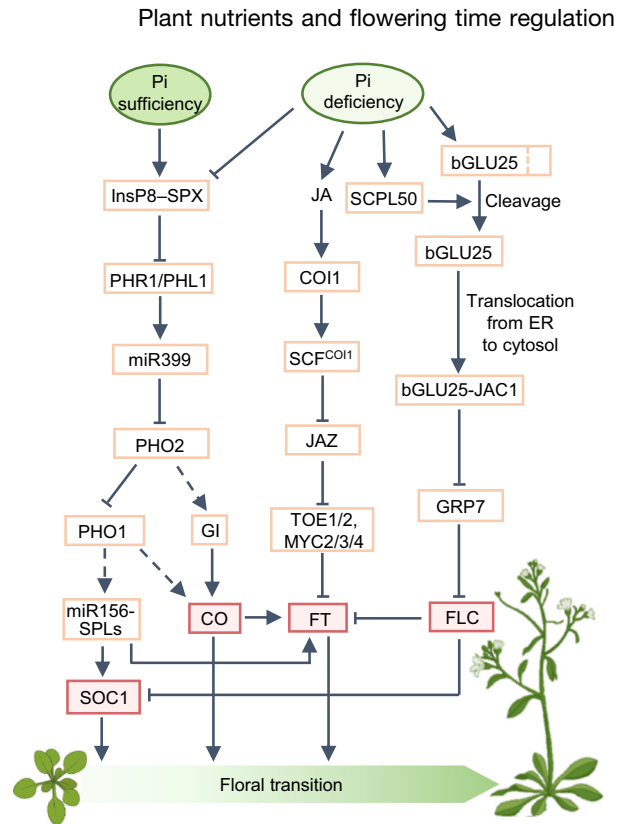 Plant nutrients and flowering time regulation
Pi
sufficiency
Pi
deficiency
bGLU25
InsP8–SPX
JA
SCPL50
Cleavage
bGLU25
PHR1/PHL1
COI1
Translocation
from ER
to cytosol
miR399
SCF^COI1
bGLU25-JAC1
PHO2
JAZ
PHO1
GI
TOE1/2,
MYC2/3/4
GRP7
miR156-
SPLs
CO
FT
FLC
SOC1
Floral transition